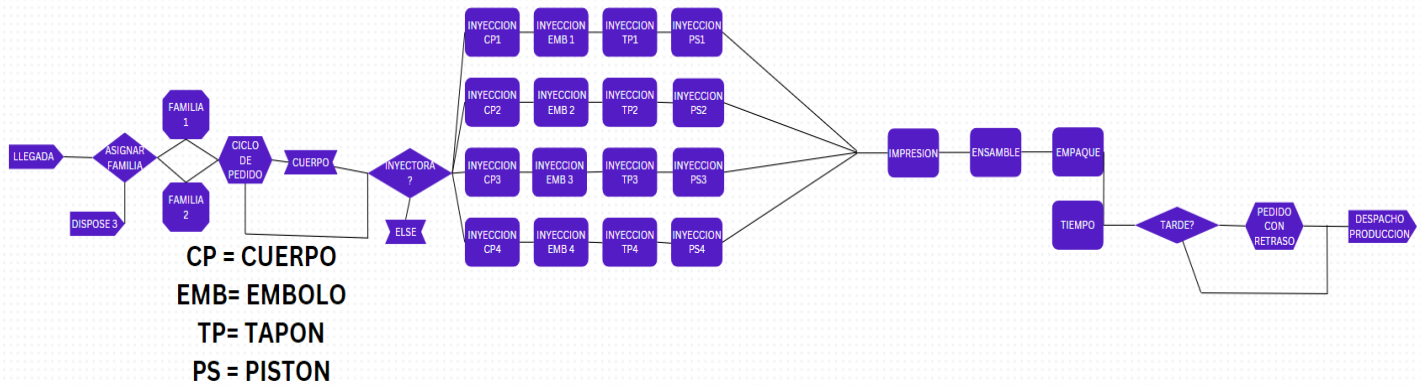 LLEGADA
ASIGNAR
FAMILIA
DISPOSE 3
FAMILIA
1
FAMILIA
2
CICLO
DE
PEDIDO
CUERPO
INYECTORA
?
ELSE
INYECCION
CP1
INYECCION
EMB 1
INYECCION
TP1
INYECCION
PS1
INYECCION
CP2
INYECCION
EMB 2
INYECCION
TP2
INYECCION
PS2
INYECCION
CP3
INYECCION
EMB 3
INYECCION
TP3
INYECCION
PS3
INYECCION
CP4
INYECCION
EMB 4
INYECCION
TP4
INYECCION
PS4
IMPRESION
ENSAMBLE
EMPAQUE
TIEMPO
TARDE?
PEDIDO
CON
RETRASO
DESPACHO
PRODUCCION
CP = CUERPO
EMB= EMBOLO
TP= TAPON
PS = PISTON